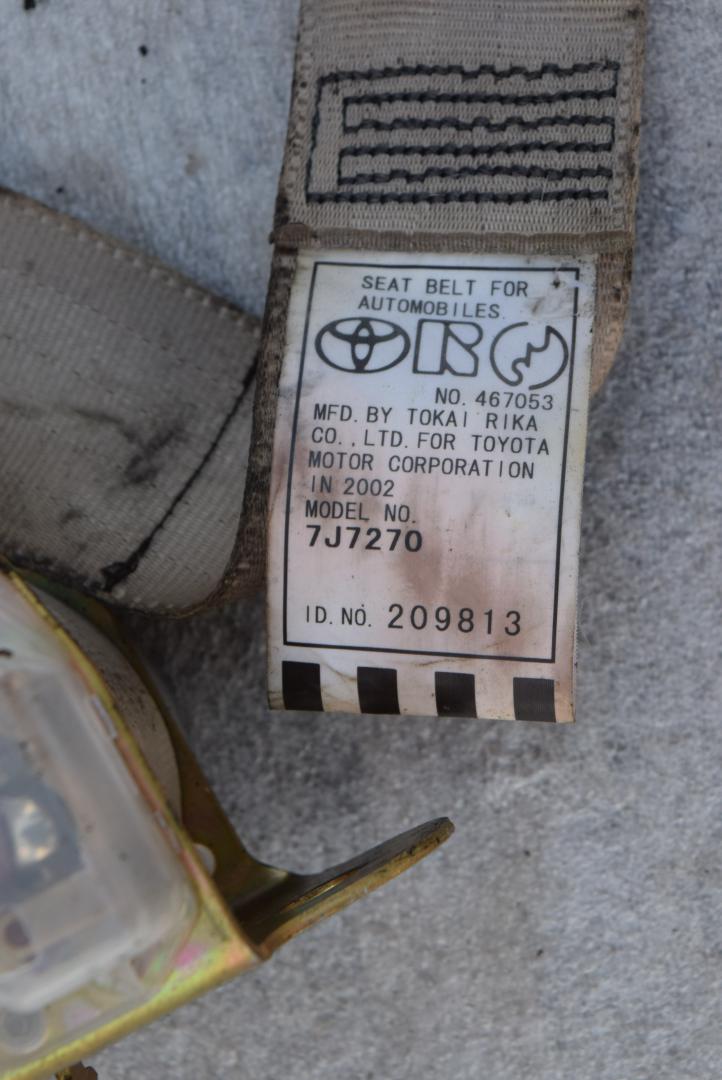 SEAT BELT FOR
AUTOMOBILES.
NO. 467053
MFD. BY TOKAI RIKA
CO., LTD. FOR TOYOTA
MOTOR CORPORATION
IN 2002
MODEL NO.
7J7270
ID. NO. 209813